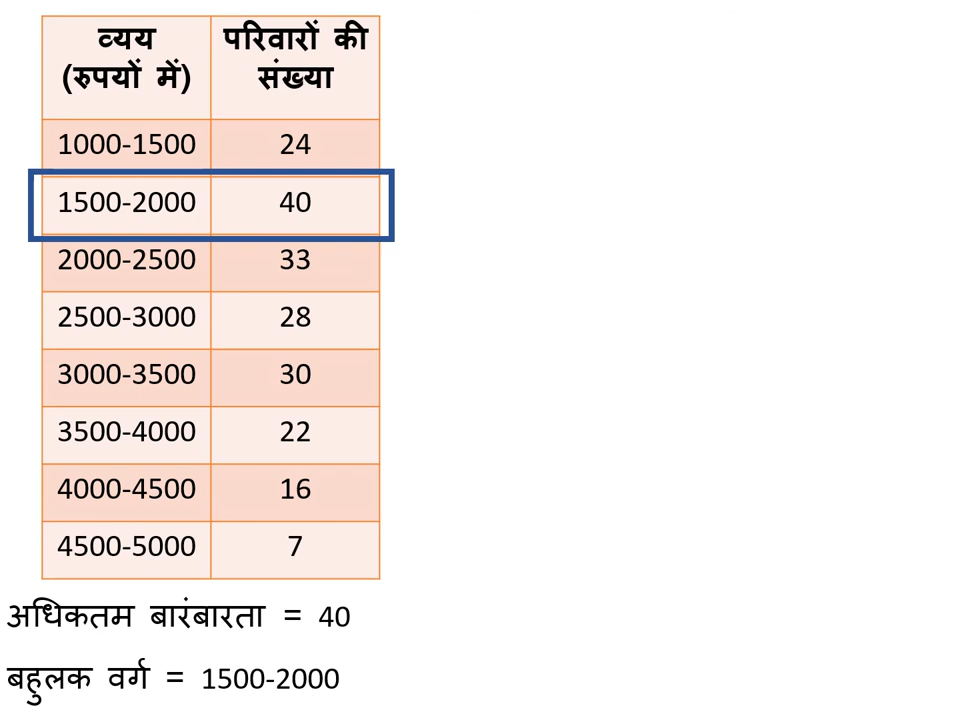 व्यय परिवारों की
(रुपयों में) संख्या
1000-1500 24
1500-2000 40
2000-2500 33
2500-3000 28
3000-3500 30
3500-4000 22
4000-4500 16
4500-5000 7
अधिकतम बारंबारता = 40
बहुलक वर्ग = 1500-2000